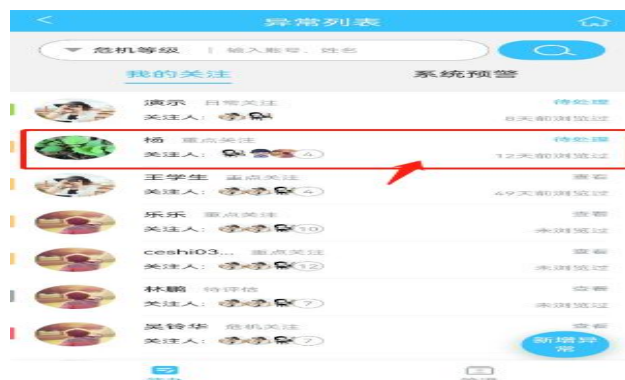 异常列表
危机等级 | 输入账号、姓名
我的关注 系统预警
演示 日常关注 待处理
关注人： 8天前浏览过
杨 重点关注 待处理
关注人： 4 12天前浏览过
王学生 重点关注 查看
关注人： 4 49天前浏览过
乐乐 重点关注 查看
关注人： 10 未浏览过
ceshi03... 重点关注 查看
关注人： 12 未浏览过
林鹏 待评估 查看
关注人： 7 未浏览过
吴铃华 危机关注 查看
关注人： 7
新增异常